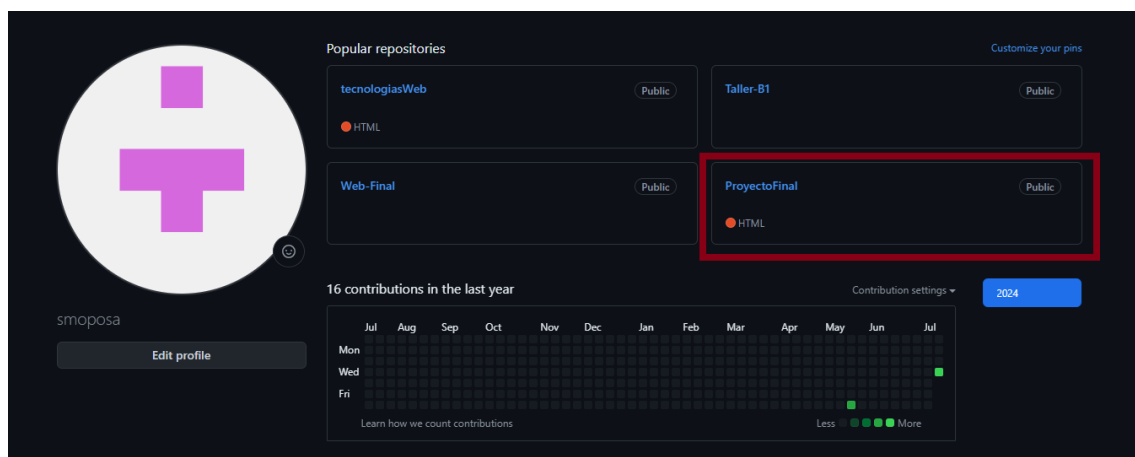 Popular repositories
Customize your pins
tecnologiasWeb
Public
HTML
Taller-B1
Public
Web-Final
Public
ProyectoFinal
Public
HTML
smoposa
Edit profile
16 contributions in the last year
Contribution settings
2024
Jul Aug Sep Oct Nov Dec Jan Feb Mar Apr May Jun Jul
Mon
Wed
Fri
Learn how we count contributions
Less More